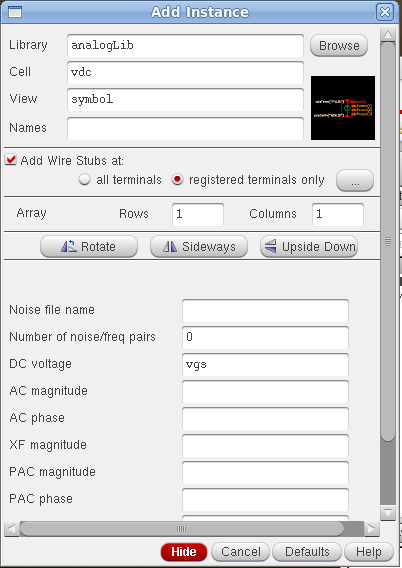 Add Instance
Library analogLib Browse
Cell vdc
View symbol
Names
Add Wire Stubs at:
all terminals registered terminals only ...
Array Rows 1 Columns 1
Rotate Sideways Upside Down
Noise file name
Number of noise/freq pairs 0
DC voltage vgs
AC magnitude
AC phase
XF magnitude
PAC magnitude
PAC phase
Hide Cancel Defaults Help